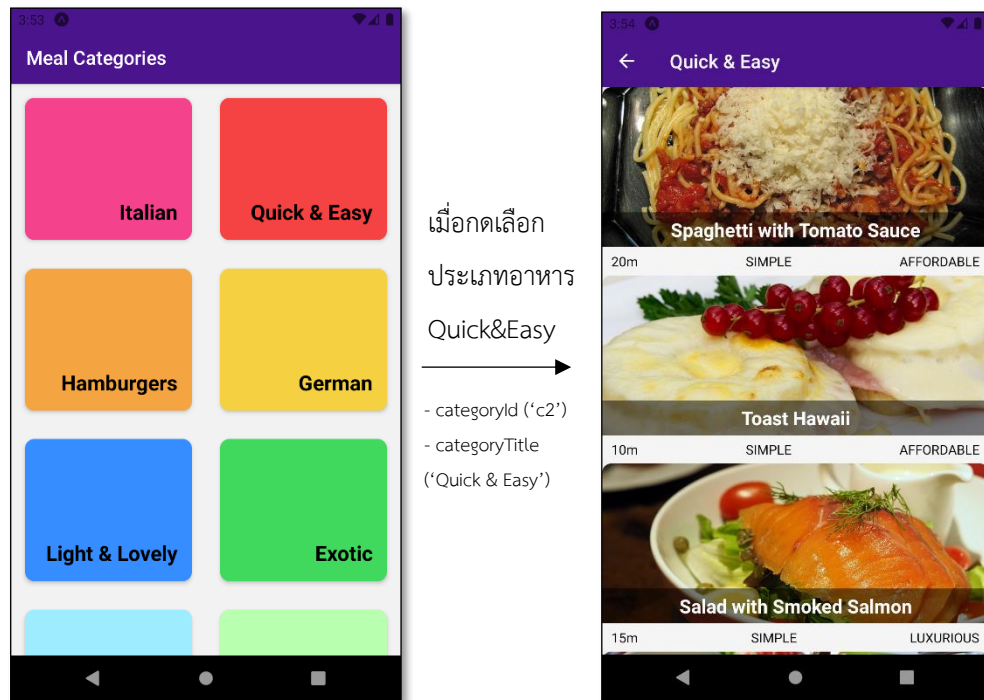 3:53
Meal Categories
Italian
Quick & Easy
Hamburgers
German
Light & Lovely
Exotic
เมื่อกดเลือก
ประเภทอาหาร
Quick&Easy
- categoryId (‘c2’)
- categoryTitle
(‘Quick & Easy’)
3:54
Quick & Easy
Spaghetti with Tomato Sauce
20m SIMPLE AFFORDABLE
Toast Hawaii
10m SIMPLE AFFORDABLE
Salad with Smoked Salmon
15m SIMPLE LUXURIOUS